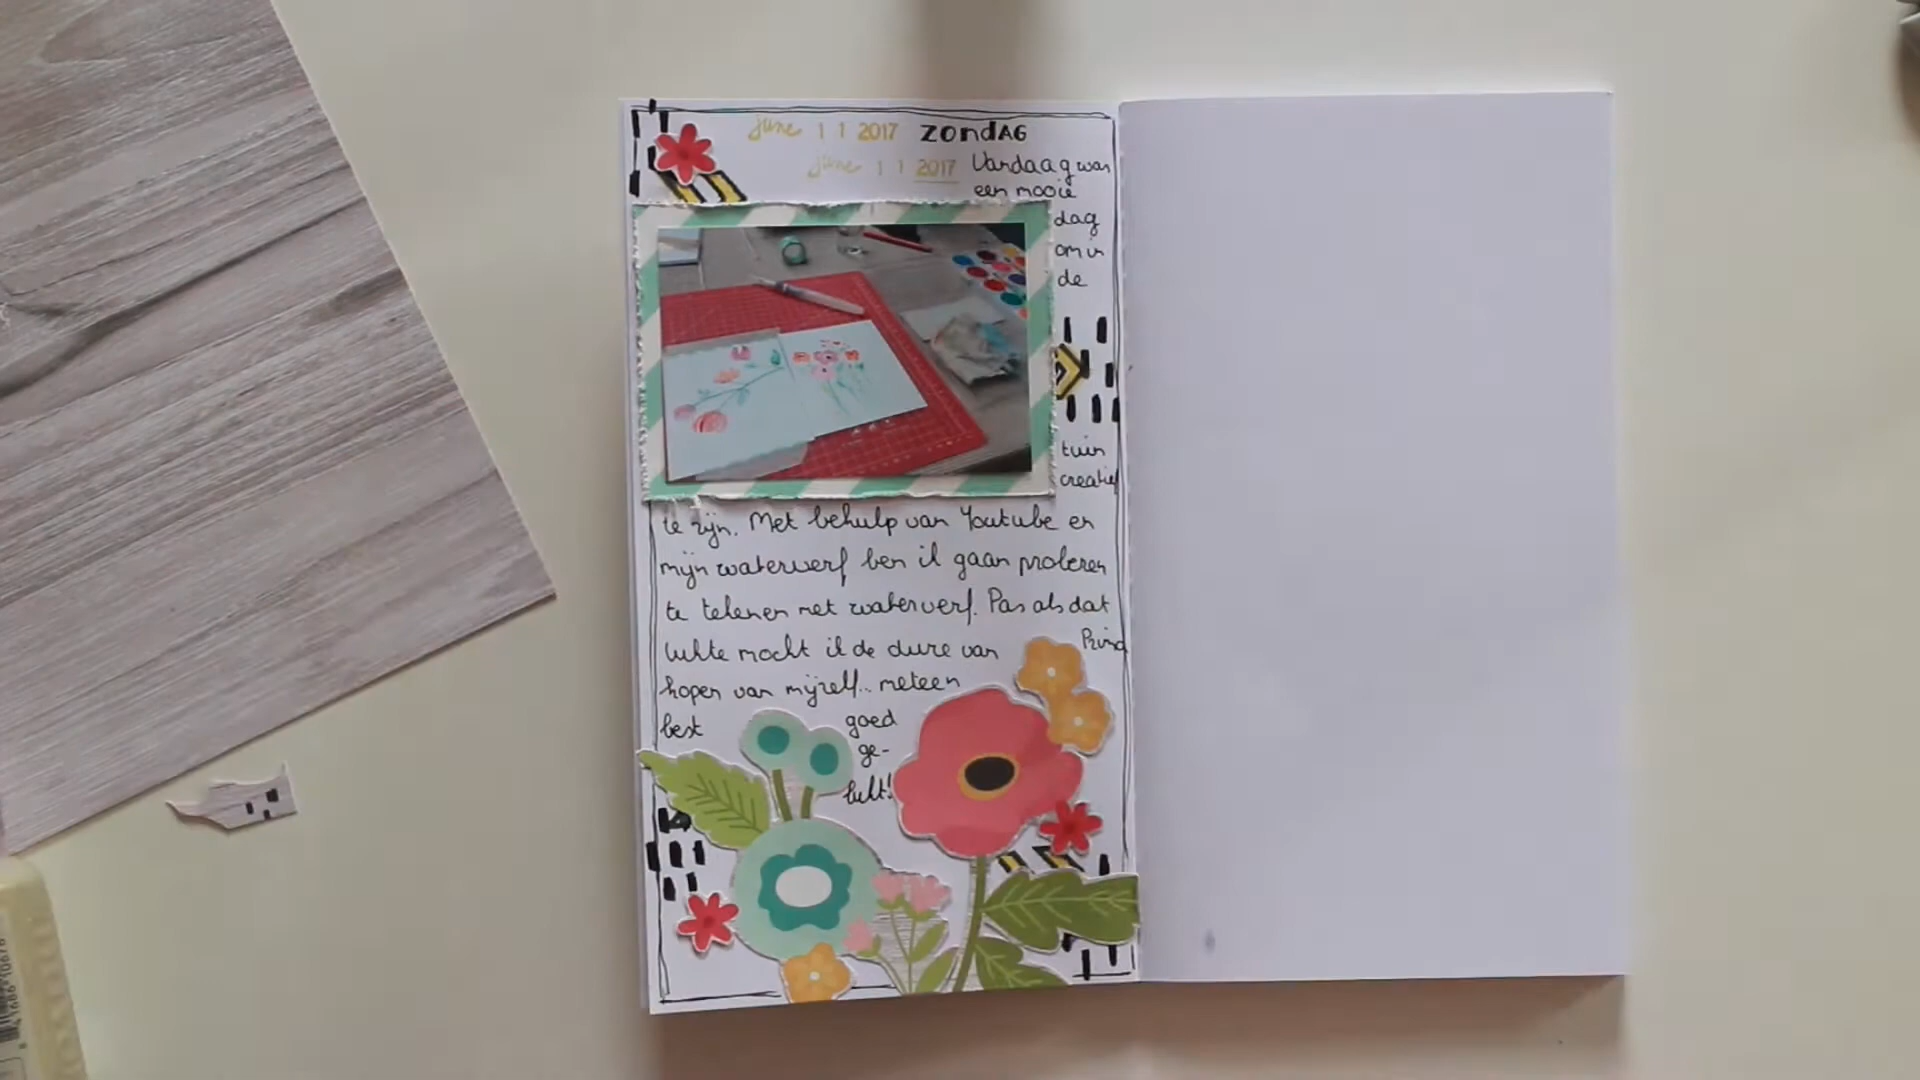 june 11 2017 ZONDAG
june 11 2017 Vandaag was
een mooie
dag
om in
de
tuin
creatief
te zijn. Met behulp van Youtube en
mijn waterverf ben ik gaan proberen
te tekenen met waterverf. Pas als dat
lukte mocht ik de dure van
Prima
kopen van mijzelf... meteen
best goed
ge-
lukt!